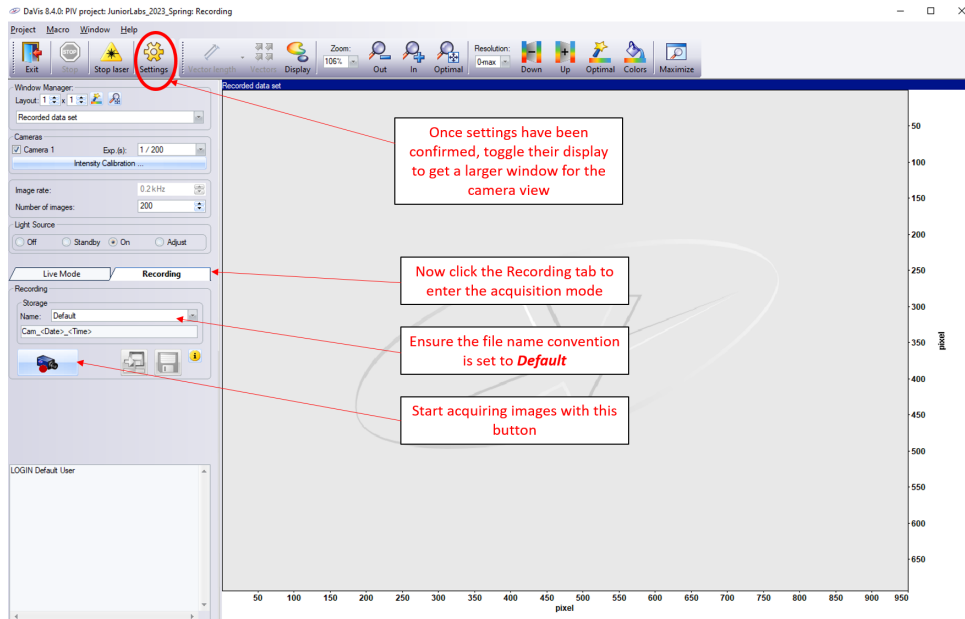 DaVis 8.4.0: PIV project: JuniorLabs_2023_Spring: Recording
Project Macro Window Help
Exit Stop Stop laser Settings Vector length Vectors Display Zoom: 106% Out In Optimal Resolution: 0-max Down Up Optimal Colors Maximize
Window Manager:
Layout: 1 x 1
Recorded data set
Cameras
Camera 1 Exp.(s): 1 / 200
Intensity Calibration ...
Image rate: 0.2 kHz
Number of images: 200
Light Source
Off Standby On Adjust
Live Mode Recording
Recording
Storage
Name: Default
Cam_<Date>_<Time>
LOGIN Default User
Recorded data set
Once settings have been
confirmed, toggle their display
to get a larger window for the
camera view
Now click the Recording tab to
enter the acquisition mode
Ensure the file name convention
is set to Default
Start acquiring images with this
button
50
100
150
200
250
300
350
400
450
500
550
600
650
pixel
50 100 150 200 250 300 350 400 450 500 550 600 650 700 750 800 850 900 950
pixel